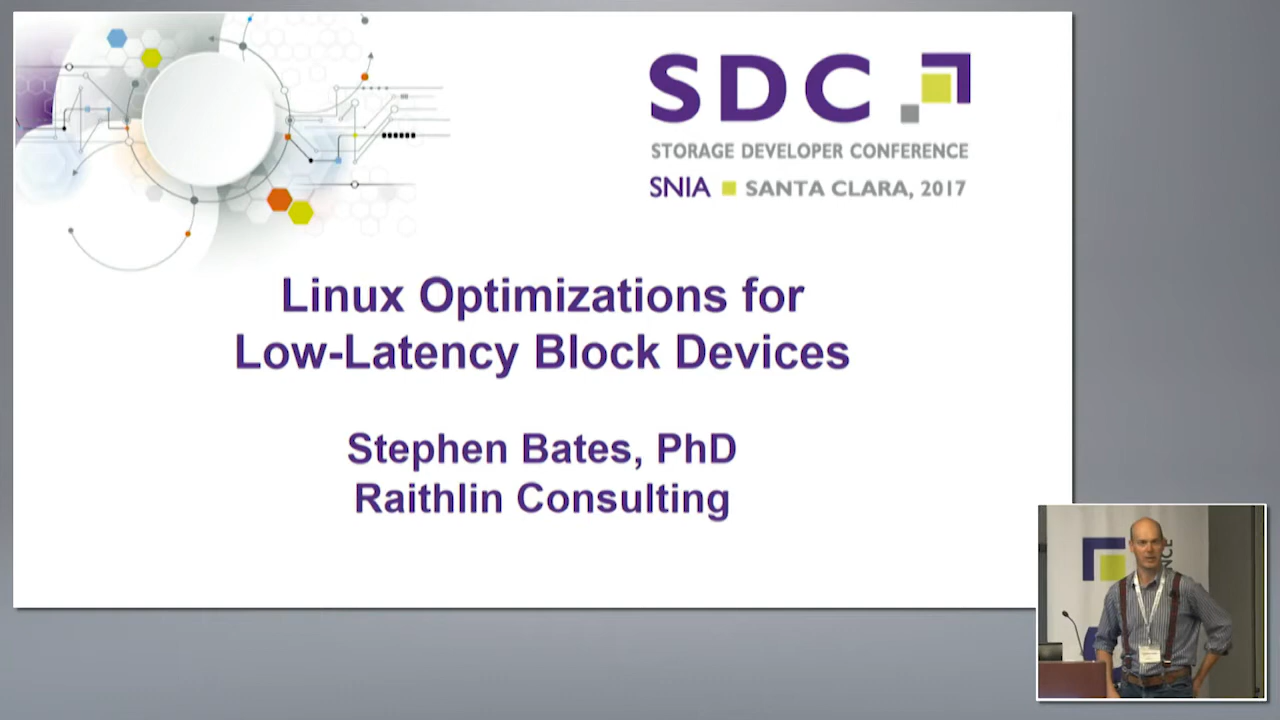 SDC
STORAGE DEVELOPER CONFERENCE
SNIA SANTA CLARA, 2017
Linux Optimizations for
Low-Latency Block Devices
Stephen Bates, PhD
Raithlin Consulting